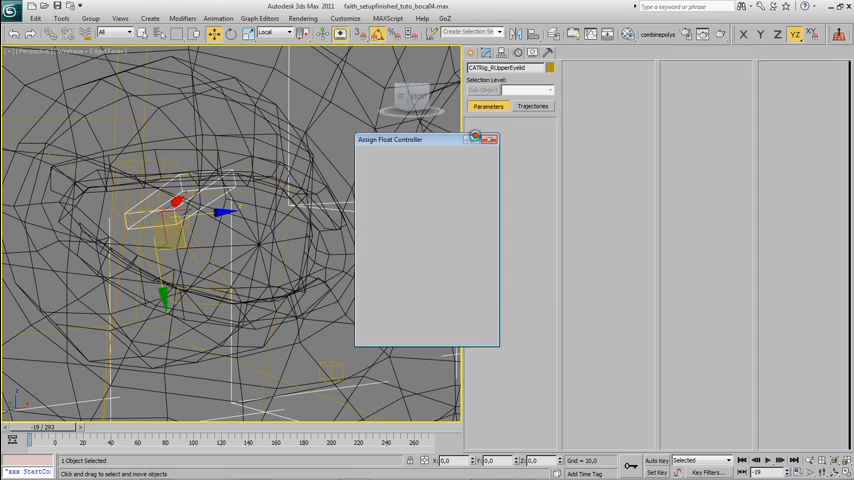 Autodesk 3ds Max 2011 faith_setupfinished_tuto_boca04.max
Type a keyword or phrase
Edit Tools Group Views Create Modifiers Animation Graph Editors Rendering Customize MAXScript Help GoZ
All Local Create Selection Se combinepolys X Y Z YZ XY
CATRig_RUpperEyelid
Selection Level:
Sub-Object
Parameters Trajectories
Assign Float Controller
-19 / 293
0 20 40 60 80 100 120 140 160 180 200 220 240 260
1 Object Selected X: 0,0 Y: 0,0 Z: 0,0 Grid = 10,0 Auto Key Selected
"xxx StartCo Click and drag to select and move objects Add Time Tag Set Key Key Filters... -19